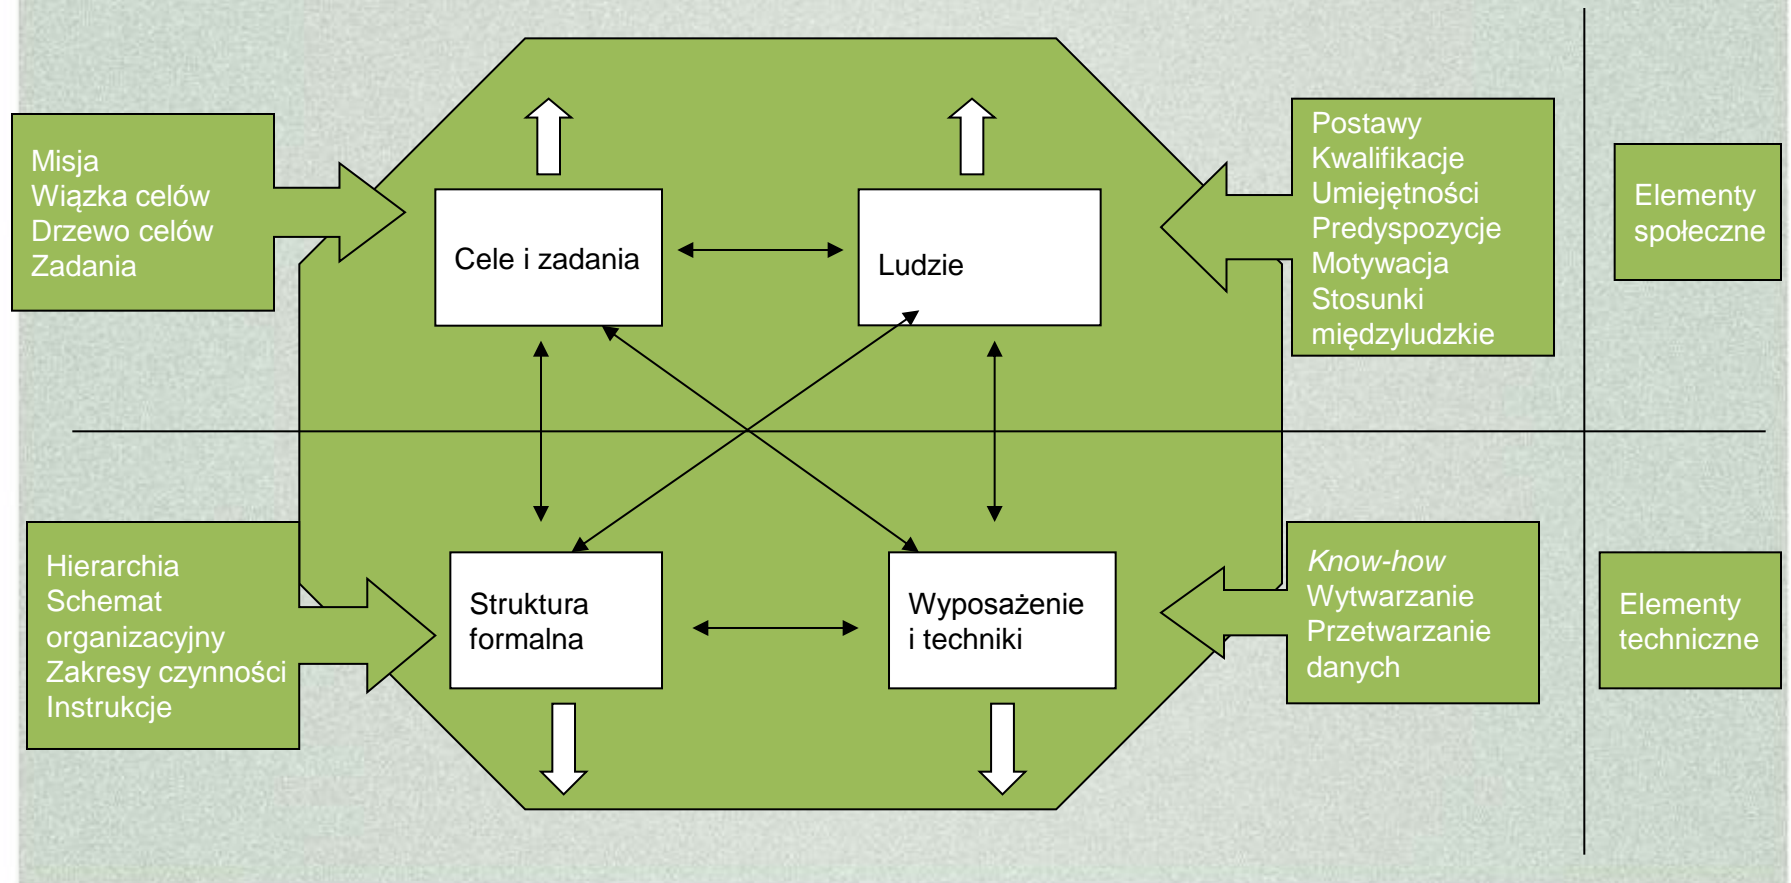 Misja
Wiązka celów
Drzewo celów
Zadania
Cele i zadania
Ludzie
Postawy
Kwalifikacje
Umiejętności
Predyspozycje
Motywacja
Stosunki
międzyludzkie
Elementy
społeczne
Hierarchia
Schemat
organizacyjny
Zakresy czynności
Instrukcje
Struktura
formalna
Wyposażenie
i techniki
Know-how
Wytwarzanie
Przetwarzanie
danych
Elementy
techniczne